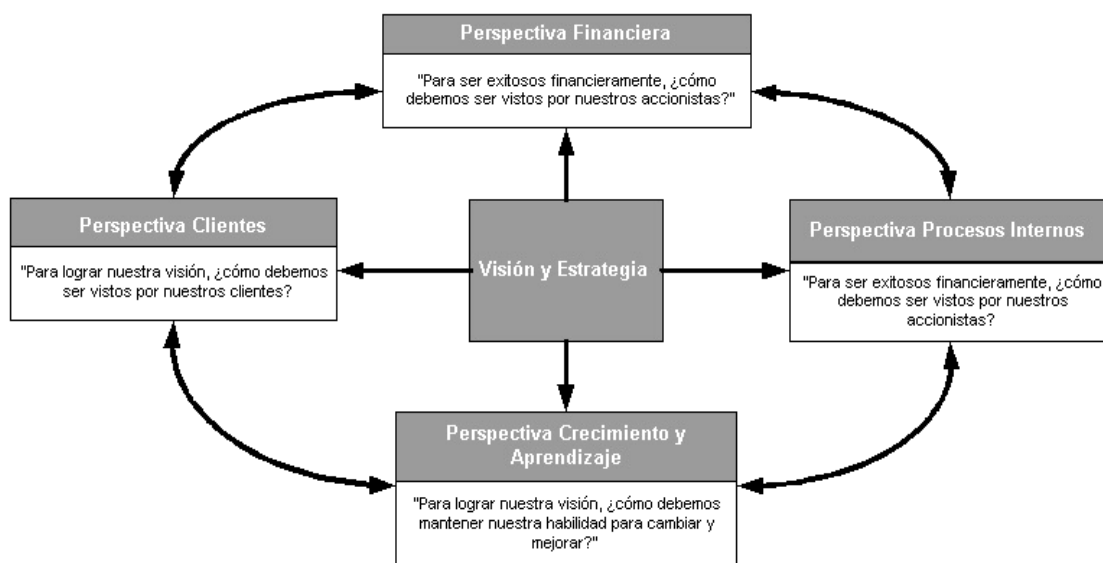 Perspectiva Financiera
"Para ser exitosos financieramente, ¿cómo
debemos ser vistos por nuestros accionistas?"
Perspectiva Clientes
"Para lograr nuestra visión, ¿cómo debemos
ser vistos por nuestros clientes?
Visión y Estrategia
Perspectiva Procesos Internos
"Para ser exitosos financieramente, ¿cómo
debemos ser vistos por nuestros
accionistas?
Perspectiva Crecimiento y
Aprendizaje
"Para lograr nuestra visión, ¿cómo debemos
mantener nuestra habilidad para cambiar y
mejorar?"